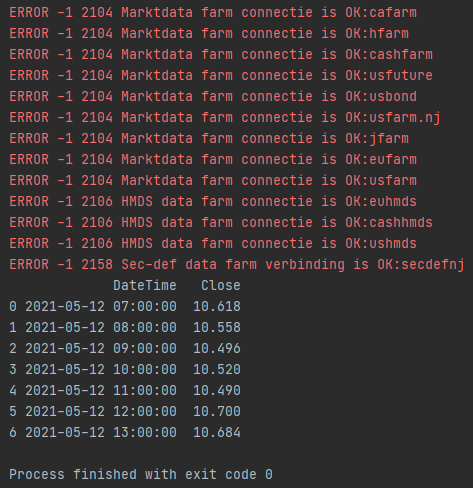 ERROR -1 2104 Marktdata farm connectie is OK:cafarm
ERROR -1 2104 Marktdata farm connectie is OK:hfarm
ERROR -1 2104 Marktdata farm connectie is OK:cashfarm
ERROR -1 2104 Marktdata farm connectie is OK:usfuture
ERROR -1 2104 Marktdata farm connectie is OK:usbond
ERROR -1 2104 Marktdata farm connectie is OK:usfarm.nj
ERROR -1 2104 Marktdata farm connectie is OK:jfarm
ERROR -1 2104 Marktdata farm connectie is OK:eufarm
ERROR -1 2104 Marktdata farm connectie is OK:usfarm
ERROR -1 2106 HMDS data farm connectie is OK:euhmds
ERROR -1 2106 HMDS data farm connectie is OK:cashhmds
ERROR -1 2106 HMDS data farm connectie is OK:ushmds
ERROR -1 2158 Sec-def data farm verbinding is OK:secdefnj
DateTime Close
0 2021-05-12 07:00:00 10.618
1 2021-05-12 08:00:00 10.558
2 2021-05-12 09:00:00 10.496
3 2021-05-12 10:00:00 10.520
4 2021-05-12 11:00:00 10.490
5 2021-05-12 12:00:00 10.700
6 2021-05-12 13:00:00 10.684
Process finished with exit code 0